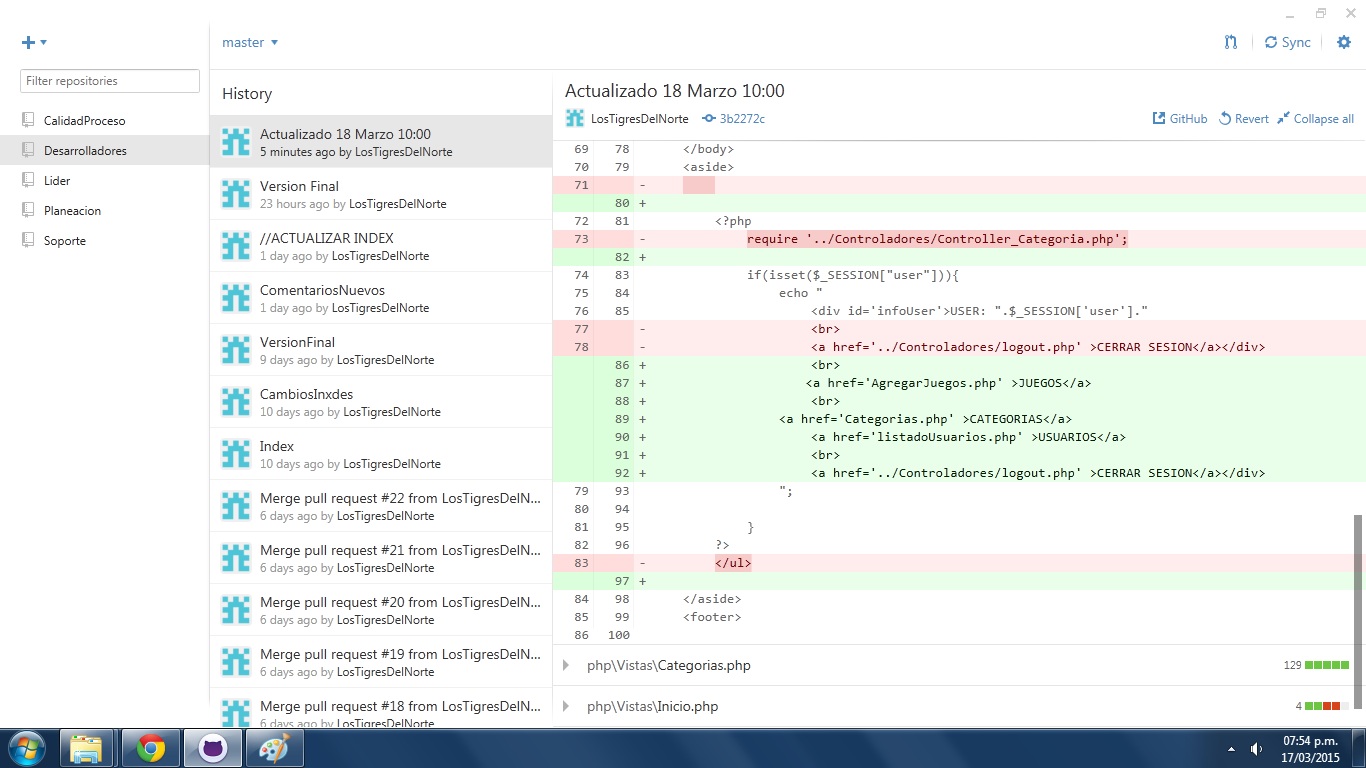 master
Sync
Filter repositories
CalidadProceso
Desarrolladores
Lider
Planeacion
Soporte
History
Actualizado 18 Marzo 10:00
5 minutes ago by LosTigresDelNorte
Version Final
23 hours ago by LosTigresDelNorte
//ACTUALIZAR INDEX
1 day ago by LosTigresDelNorte
ComentariosNuevos
1 day ago by LosTigresDelNorte
VersionFinal
9 days ago by LosTigresDelNorte
CambiosInxdes
10 days ago by LosTigresDelNorte
Index
10 days ago by LosTigresDelNorte
Merge pull request #22 from LosTigresDelN...
6 days ago by LosTigresDelNorte
Merge pull request #21 from LosTigresDelN...
6 days ago by LosTigresDelNorte
Merge pull request #20 from LosTigresDelN...
6 days ago by LosTigresDelNorte
Merge pull request #19 from LosTigresDelN...
6 days ago by LosTigresDelNorte
Merge pull request #18 from LosTigresDelN...
6 days ago by LosTigresDelNorte
Actualizado 18 Marzo 10:00
LosTigresDelNorte 3b2272c GitHub Revert Collapse all
69 78 </body>
70 79 <aside>
71 -
80 +
72 81 <?php
73 - require '../Controladores/Controller_Categoria.php';
82 +
74 83 if(isset($_SESSION["user"])){
75 84 echo "
76 85 <div id='infoUser'>USER: ".$_SESSION['user']."
77 - <br>
78 - <a href='../Controladores/logout.php' >CERRAR SESION</a></div>
86 + <br>
87 + <a href='AgregarJuegos.php' >JUEGOS</a>
88 + <br>
89 + <a href='Categorias.php' >CATEGORIAS</a>
90 + <a href='listadoUsuarios.php' >USUARIOS</a>
91 + <br>
92 + <a href='../Controladores/logout.php' >CERRAR SESION</a></div>
79 93 ";
80 94
81 95 }
82 96 ?>
83 - </ul>
97 +
84 98 </aside>
85 99 <footer>
86 100
php\Vistas\Categorias.php 129
php\Vistas\Inicio.php 4
07:54 p.m.
17/03/2015